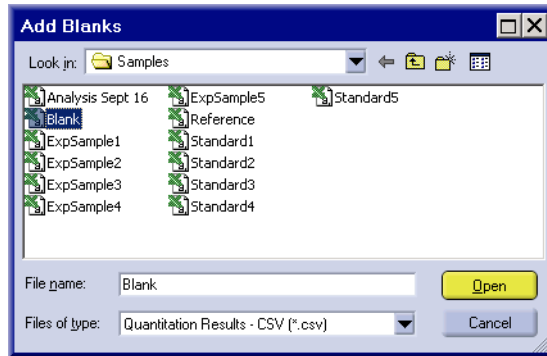 Add Blanks
Look in: Samples
Analysis Sept 16 ExpSample5 Standard5
Blank Reference
ExpSample1 Standard1
ExpSample2 Standard2
ExpSample3 Standard3
ExpSample4 Standard4
File name: Blank Open
Files of type: Quantitation Results - CSV (*.csv) Cancel